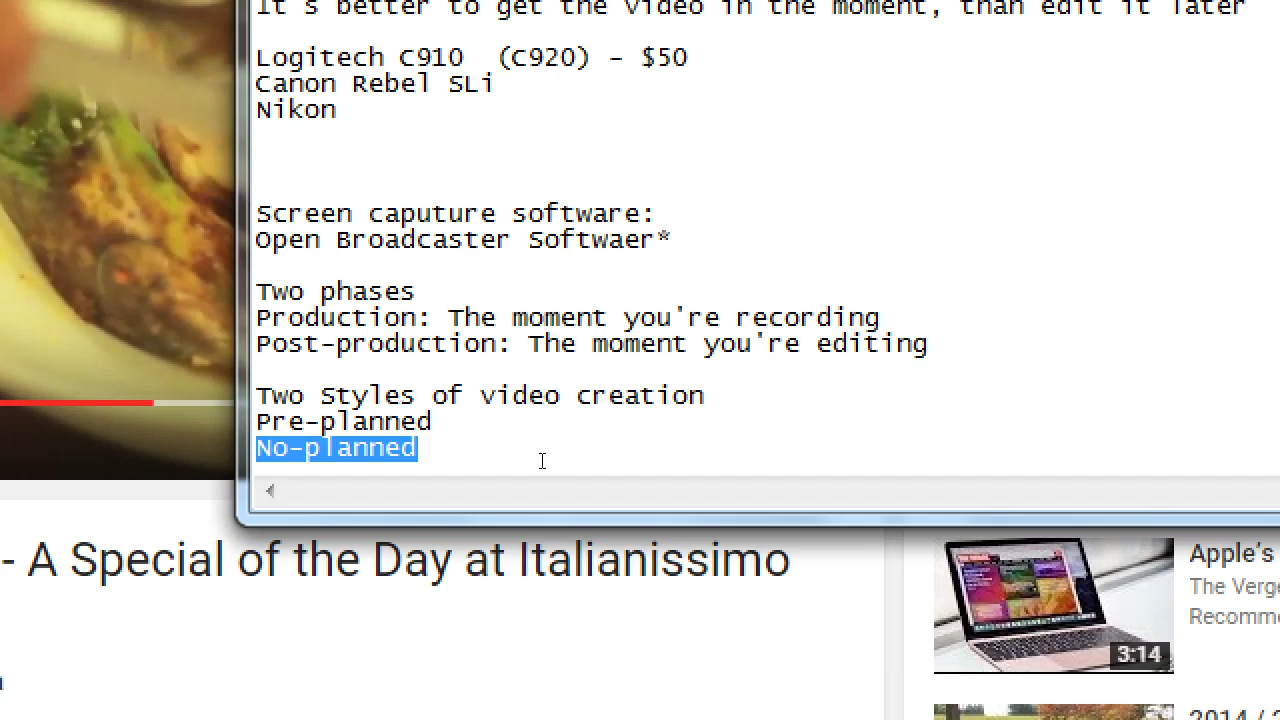 It's better to get the video in the moment, than edit it later
Logitech C910  (C920) - $50
Canon Rebel SLi
Nikon
Screen caputure software:
Open Broadcaster Softwaer*
Two phases
Production: The moment you're recording
Post-production: The moment you're editing
Two Styles of video creation
Pre-planned
No-planned
- A Special of the Day at Italianissimo
Apple's
The Verge
Recomme
3:14
2014 / 2